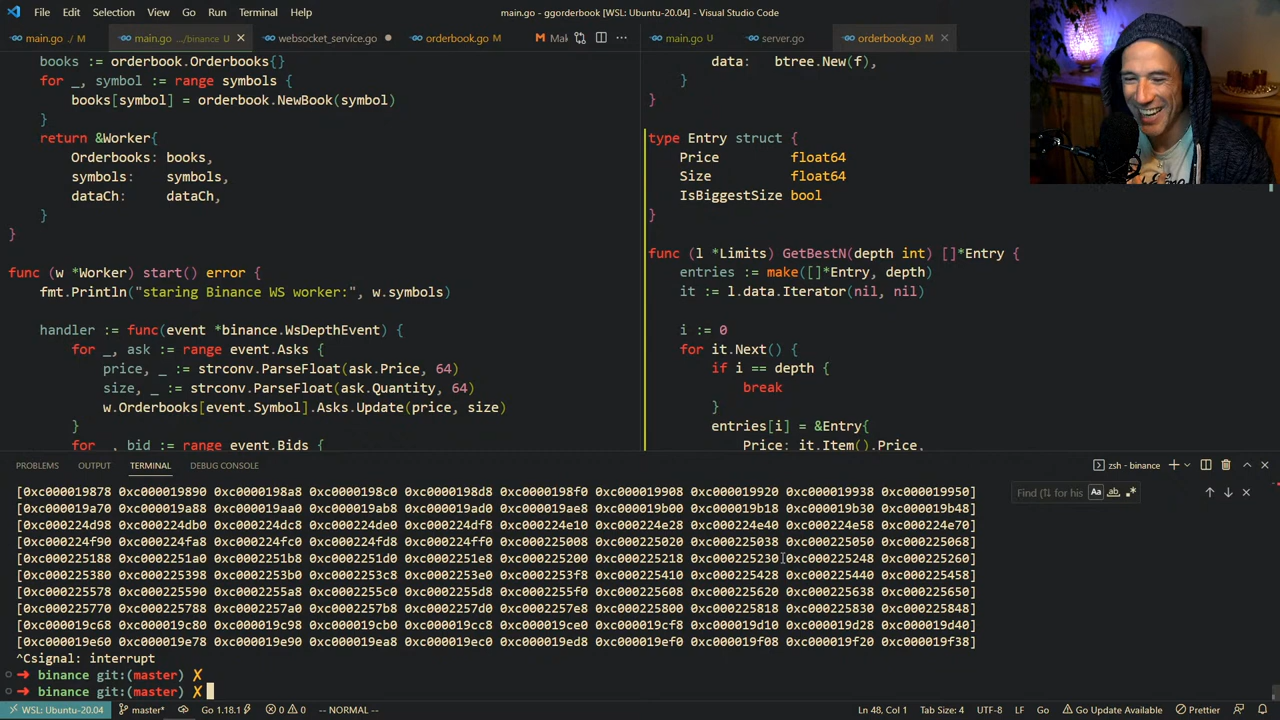 File Edit Selection View Go Run Terminal Help
main.go - ggorderbook [WSL: Ubuntu-20.04] - Visual Studio Code
main.go ./ M
main.go .../binance U
websocket_service.go
orderbook.go M
Mal
main.go U
server.go
orderbook.go M
books := orderbook.Orderbooks{}
for _, symbol := range symbols {
books[symbol] = orderbook.NewBook(symbol)
}
return &Worker{
Orderbooks: books,
symbols: symbols,
dataCh: dataCh,
}
}
func (w *Worker) start() error {
fmt.Println("staring Binance WS worker:", w.symbols)
handler := func(event *binance.WsDepthEvent) {
for _, ask := range event.Asks {
price, _ := strconv.ParseFloat(ask.Price, 64)
size, _ := strconv.ParseFloat(ask.Quantity, 64)
w.Orderbooks[event.Symbol].Asks.Update(price, size)
}
for _, bid := range event.Bids {
data: btree.New(f),
}
}
type Entry struct {
Price float64
Size float64
IsBiggestSize bool
}
func (l *Limits) GetBestN(depth int) []*Entry {
entries := make([]*Entry, depth)
it := l.data.Iterator(nil, nil)
i := 0
for it.Next() {
if i == depth {
break
}
entries[i] = &Entry{
Price: it.Item().Price,
PROBLEMS OUTPUT TERMINAL DEBUG CONSOLE
zsh - binance
Find (⇅ for his
Aa ab .*
[0xc000019878 0xc000019890 0xc0000198a8 0xc0000198c0 0xc0000198d8 0xc0000198f0 0xc000019908 0xc000019920 0xc000019938 0xc000019950]
[0xc000019a70 0xc000019a88 0xc000019aa0 0xc000019ab8 0xc000019ad0 0xc000019ae8 0xc000019b00 0xc000019b18 0xc000019b30 0xc000019b48]
[0xc000224d98 0xc000224db0 0xc000224dc8 0xc000224de0 0xc000224df8 0xc000224e10 0xc000224e28 0xc000224e40 0xc000224e58 0xc000224e70]
[0xc000224f90 0xc000224fa8 0xc000224fc0 0xc000224fd8 0xc000224ff0 0xc000225008 0xc000225020 0xc000225038 0xc000225050 0xc000225068]
[0xc000225188 0xc0002251a0 0xc0002251b8 0xc0002251d0 0xc0002251e8 0xc000225200 0xc000225218 0xc000225230 0xc000225248 0xc000225260]
[0xc000225380 0xc000225398 0xc0002253b0 0xc0002253c8 0xc0002253e0 0xc0002253f8 0xc000225410 0xc000225428 0xc000225440 0xc000225458]
[0xc000225578 0xc000225590 0xc0002255a8 0xc0002255c0 0xc0002255d8 0xc0002255f0 0xc000225608 0xc000225620 0xc000225638 0xc000225650]
[0xc000225770 0xc000225788 0xc0002257a0 0xc0002257b8 0xc0002257d0 0xc0002257e8 0xc000225800 0xc000225818 0xc000225830 0xc000225848]
[0xc000019c68 0xc000019c80 0xc000019c98 0xc000019cb0 0xc000019cc8 0xc000019ce0 0xc000019cf8 0xc000019d10 0xc000019d28 0xc000019d40]
[0xc000019e60 0xc000019e78 0xc000019e90 0xc000019ea8 0xc000019ec0 0xc000019ed8 0xc000019ef0 0xc000019f08 0xc000019f20 0xc000019f38]
^Csignal: interrupt
➜ binance git:(master) ✗
➜ binance git:(master) ✗
WSL: Ubuntu-20.04 master* Go 1.18.1 0 0 -- NORMAL -- Ln 48, Col 1 Tab Size: 4 UTF-8 LF Go Go Update Available Prettier